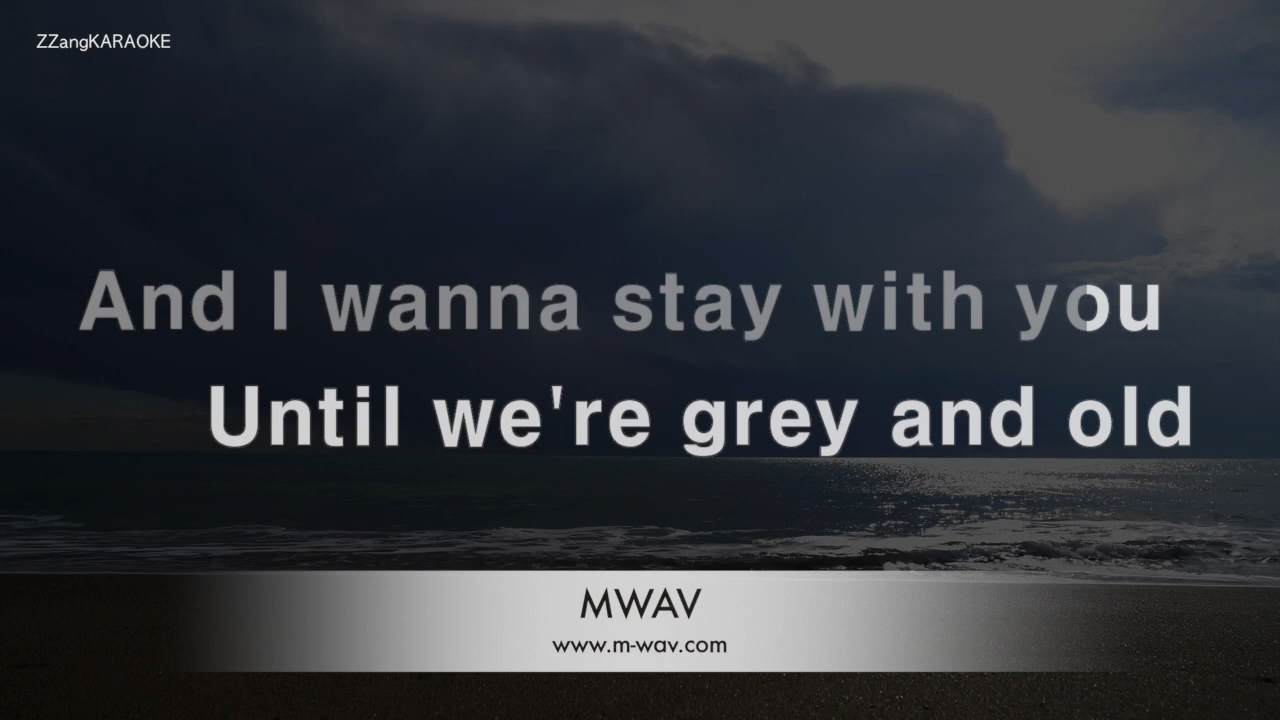 ZZangKARAOKE
And I wanna stay with you
Until we're grey and old
MWAV
www.m-wav.com